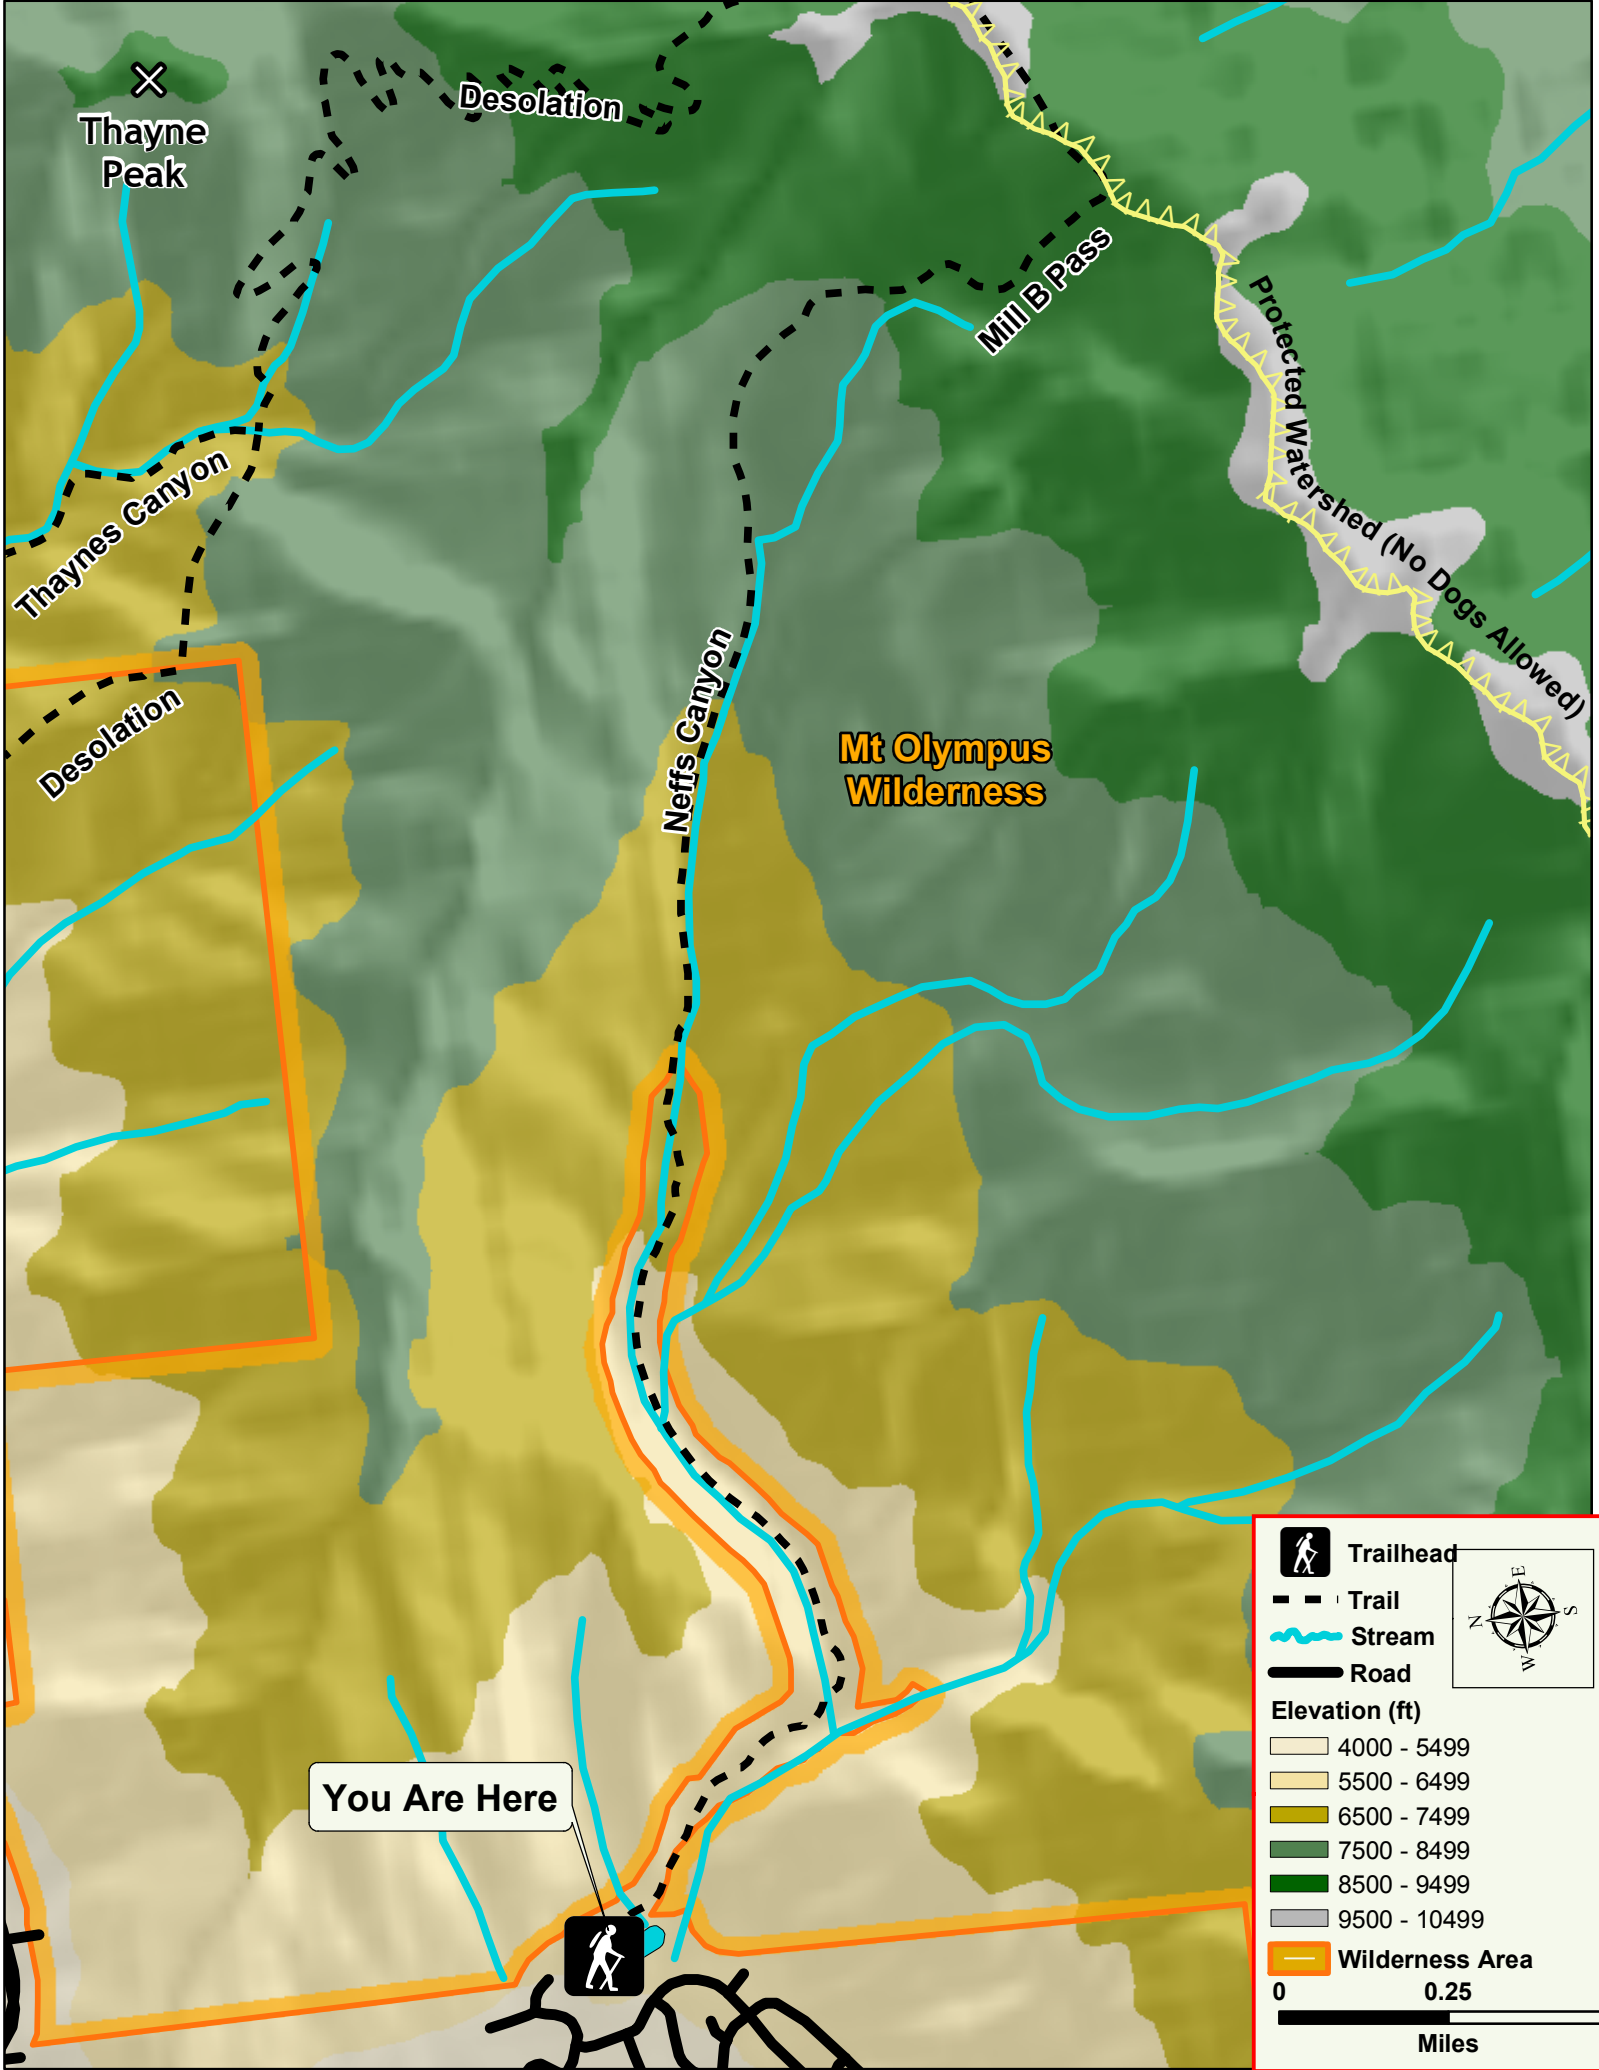 Thayne
Peak
Desolation
Mill B Pass
Protected Watershed (No Dogs Allowed)
Thaynes Canyon
Desolation
Neffs Canyon
Mt Olympus
Wilderness
You Are Here
Trailhead
Trail
Stream
Road
E
N
S
W
Elevation (ft)
4000 - 5499
5500 - 6499
6500 - 7499
7500 - 8499
8500 - 9499
9500 - 10499
Wilderness Area
0 0.25
Miles